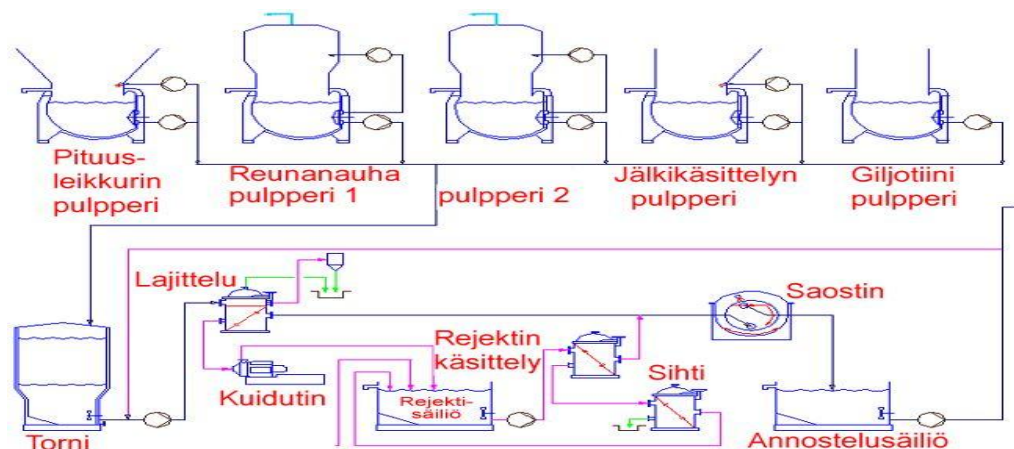 Pituus-
leikkurin
pulpperi
Reunanauha
pulpperi 1
pulpperi 2
Jälkikäsittelyn
pulpperi
Giljotiini
pulpperi
Lajittelu
Saostin
Rejektin
käsittely
Sihti
Kuidutin
Rejekti-
säiliö
Torni
Annostelusäiliö